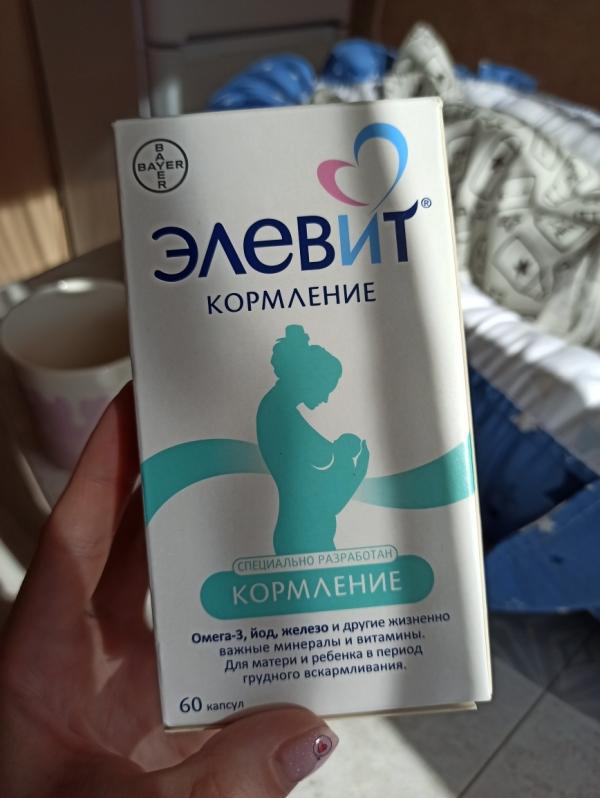 BAYER
BAYER
ЭЛЕВИТ®
КОРМЛЕНИЕ
СПЕЦИАЛЬНО РАЗРАБОТАН
КОРМЛЕНИЕ
Омега-3, йод, железо и другие жизненно
важные минералы и витамины.
Для матери и ребенка в период
грудного вскармливания.
60 капсул